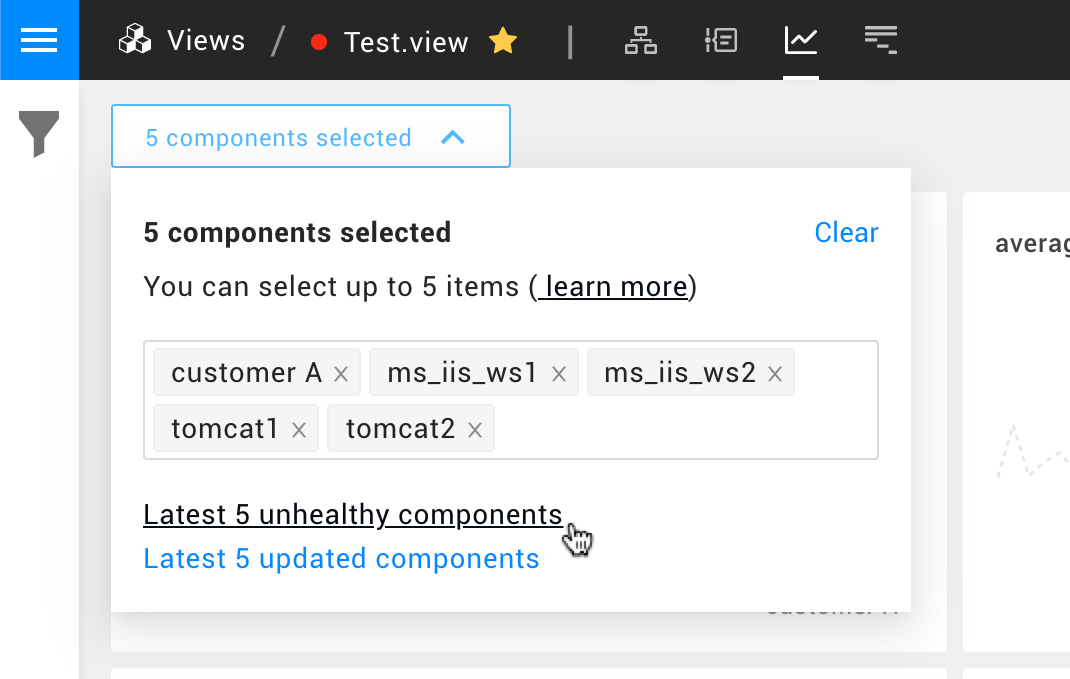 Views / Test.view |
5 components selected
5 components selected Clear
averag
You can select up to 5 items ( learn more)
customer A × ms_iis_ws1 × ms_iis_ws2 ×
tomcat1 × tomcat2 ×
Latest 5 unhealthy components
Latest 5 updated components
customer A